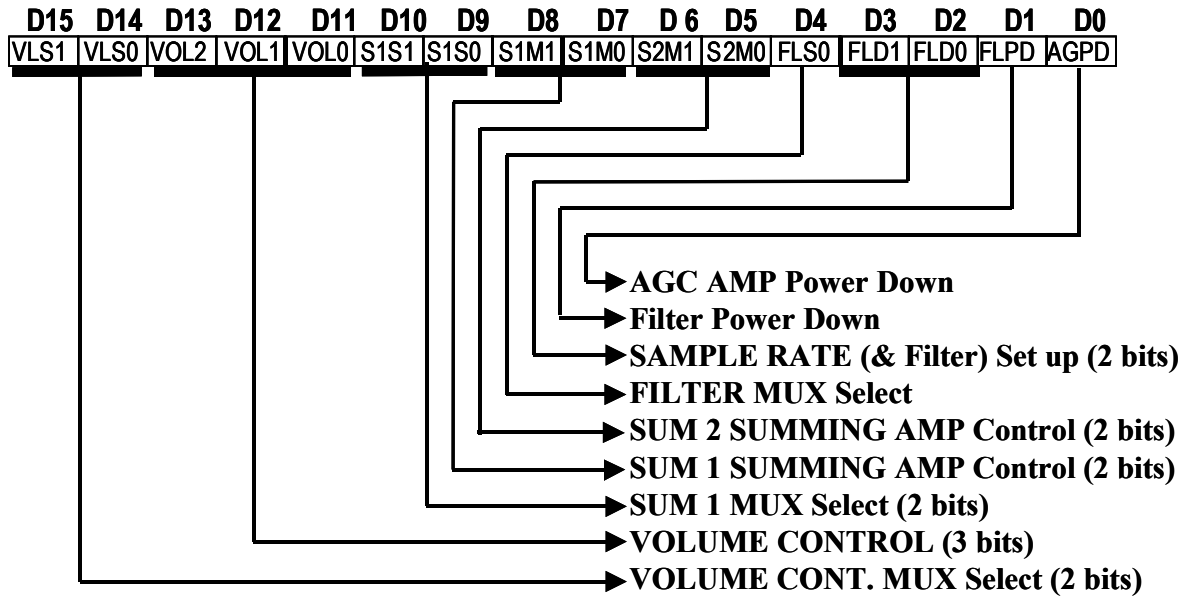 D15 D14 D13 D12 D11 D10 D9 D8 D7 D 6 D5 D4 D3 D2 D1 D0
VLS1 VLS0 VOL2 VOL1 VOL0 S1S1 S1S0 S1M1 S1M0 S2M1 S2M0 FLS0 FLD1 FLD0 FLPD AGPD
AGC AMP Power Down
Filter Power Down
SAMPLE RATE (& Filter) Set up (2 bits)
FILTER MUX Select
SUM 2 SUMMING AMP Control (2 bits)
SUM 1 SUMMING AMP Control (2 bits)
SUM 1 MUX Select (2 bits)
VOLUME CONTROL (3 bits)
VOLUME CONT. MUX Select (2 bits)